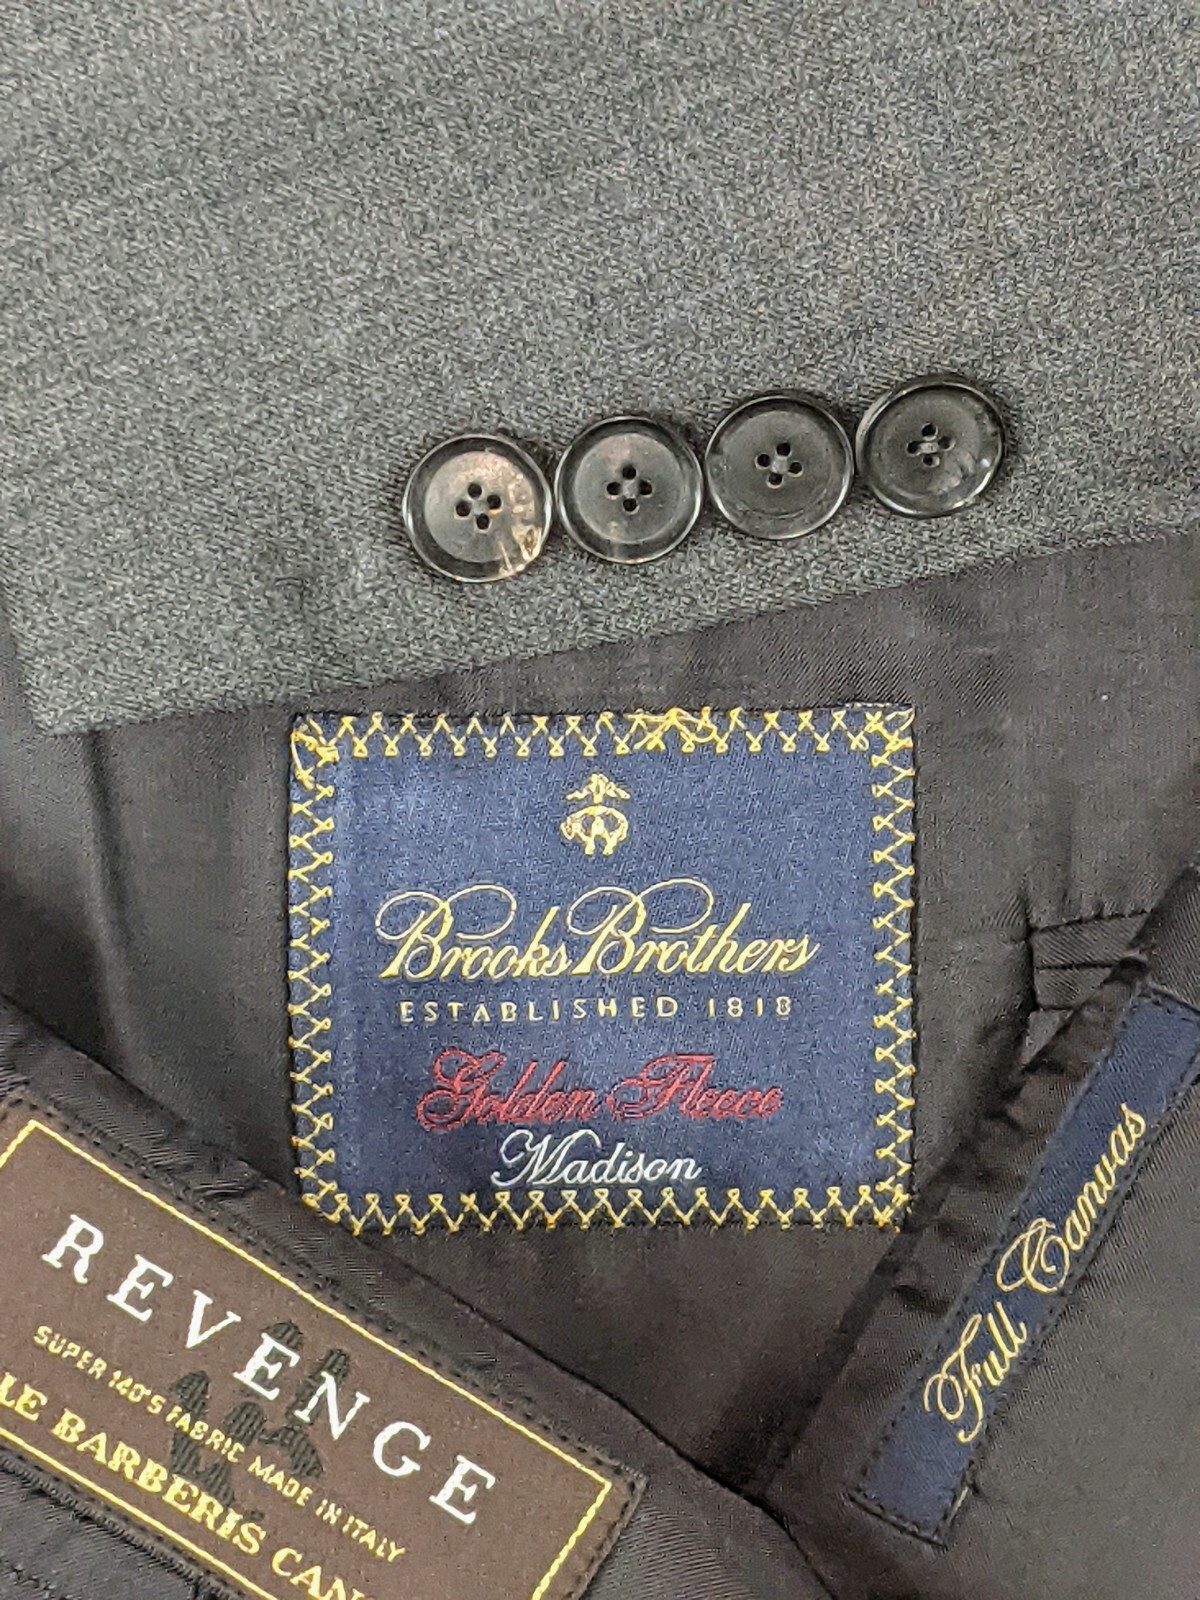 Brooks Brothers
ESTABLISHED 1818
Golden Fleece
Madison
Full Canvas
REVENGE
SUPER 140'S FABRIC MADE IN ITALY
BARBERIS